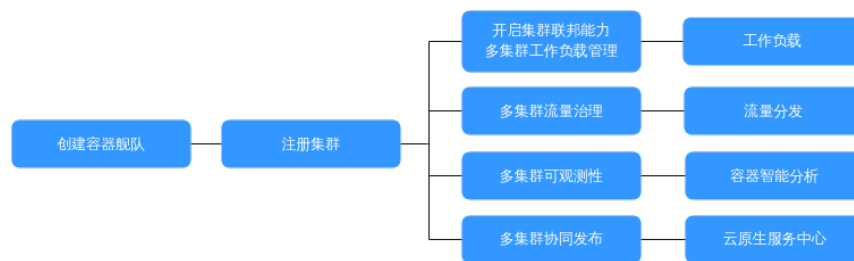 创建容器舰队
注册集群
开启集群联邦能力
多集群工作负载管理
工作负载
多集群流量治理
流量分发
多集群可观测性
容器智能分析
多集群协同发布
云原生服务中心